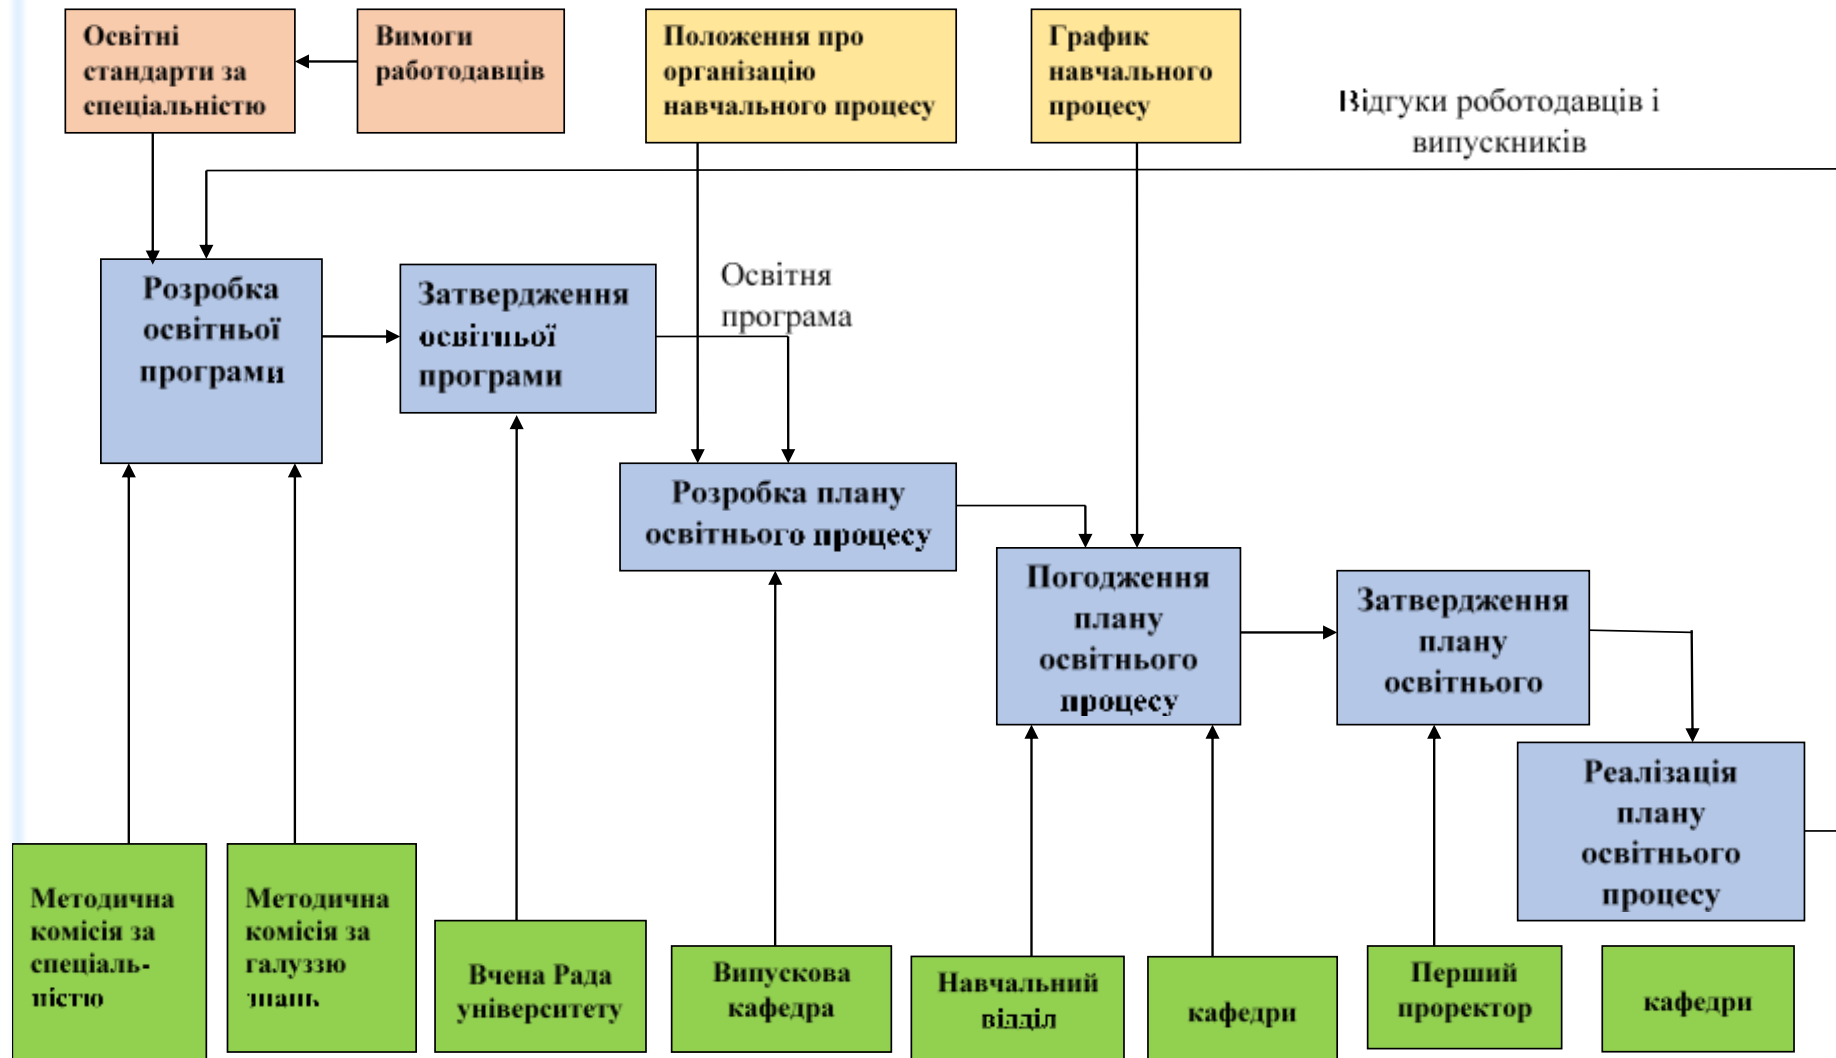 Освітні
стандарти за
спеціальністю
Вимоги
работодавців
Положення про
організацію
навчального процесу
График
навчального
процесу
Відгуки роботодавців і
випускників
Розробка
освітньої
програми
Затвердження
освітньої
програми
Освітня
програма
Розробка плану
освітнього процесу
Погодження
плану
освітнього
процесу
Затвердження
плану
освітнього
Реалізація
плану
освітнього
процесу
Методична
комісія за
спеціаль-
ністю
Методична
комісія за
галуззю
знань
Вчена Рада
університету
Випускова
кафедра
Навчальний
відділ
кафедри
Перший
проректор
кафедри